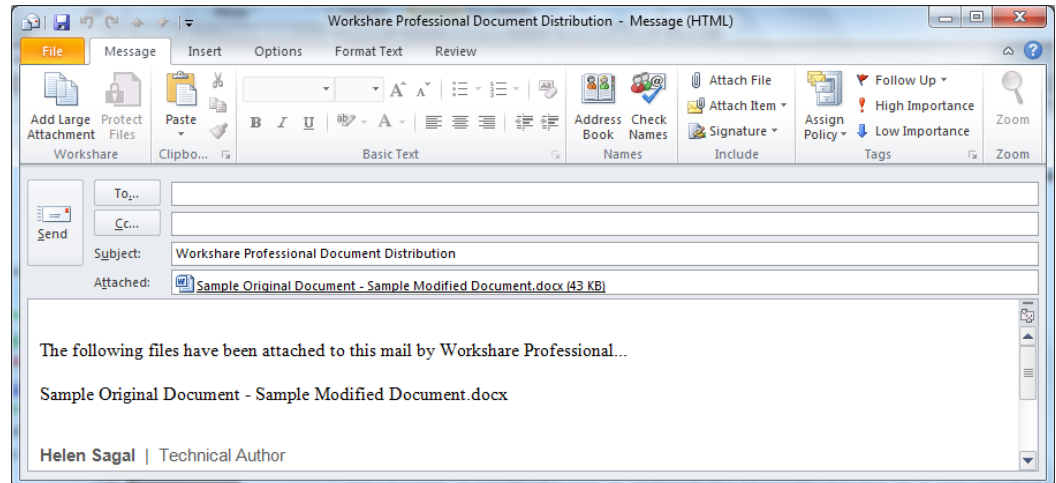 Workshare Professional Document Distribution - Message (HTML)
File Message Insert Options Format Text Review
Add Large Attachment
Protect Files
Workshare
Paste
Clipbo...
B I U
Basic Text
Address Book
Check Names
Names
Attach File
Attach Item
Signature
Include
Assign Policy
Follow Up
High Importance
Low Importance
Tags
Zoom
Zoom
Send
To...
Cc...
Subject: Workshare Professional Document Distribution
Attached: Sample Original Document - Sample Modified Document.docx (43 KB)
The following files have been attached to this mail by Workshare Professional...
Sample Original Document - Sample Modified Document.docx
Helen Sagal | Technical Author